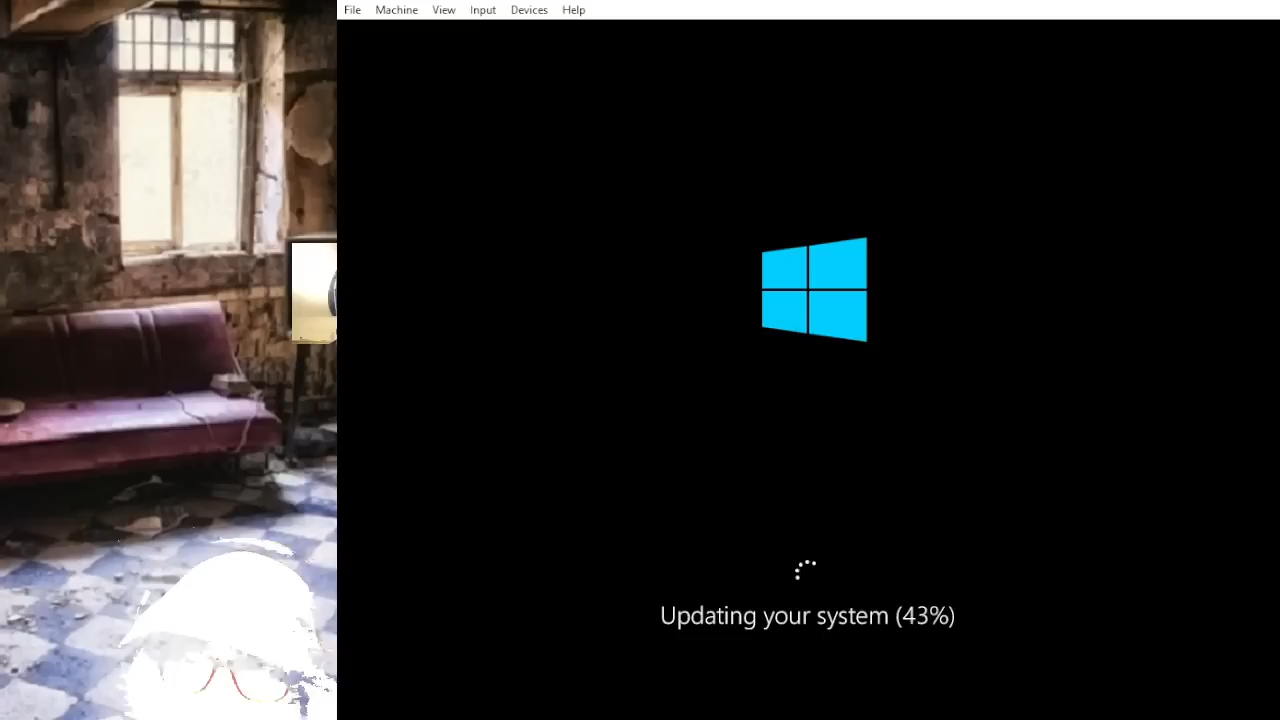 File Machine View Input Devices Help
Updating your system (43%)